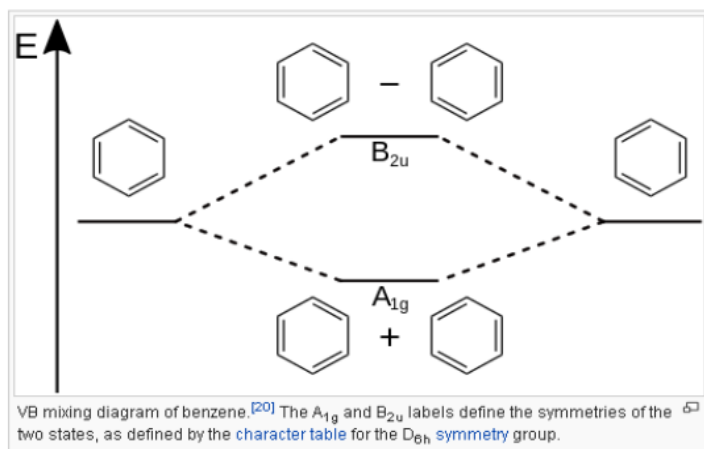 E
−
B2u
A1g
+
VB mixing diagram of benzene.[20] The A1g and B2u labels define the symmetries of the
two states, as defined by the character table for the D6h symmetry group.